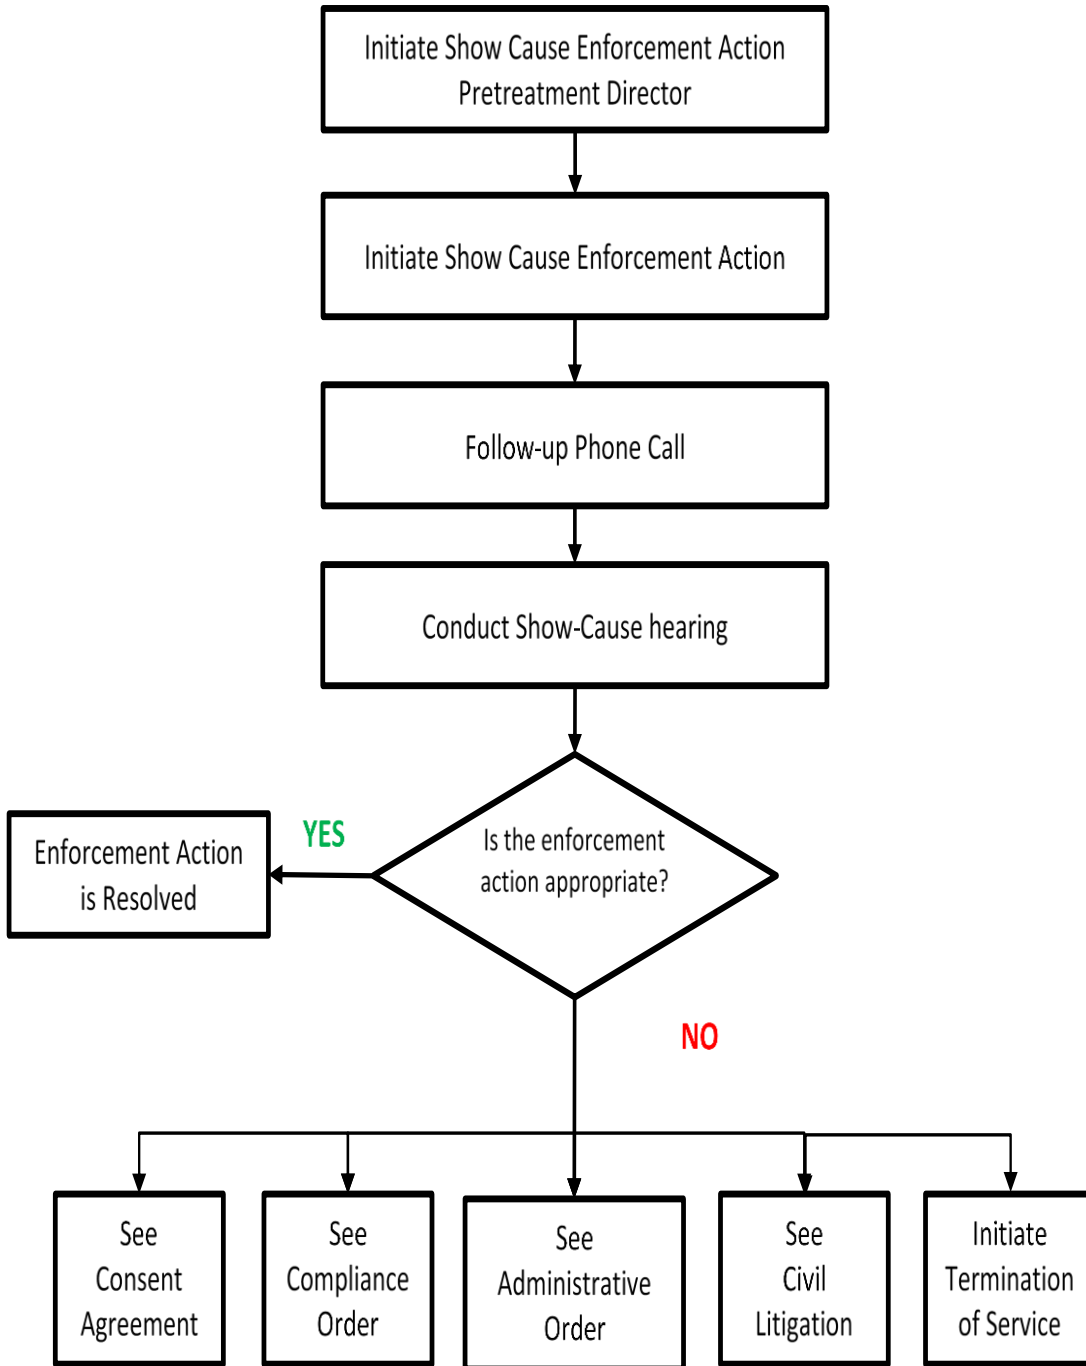 Initiate Show Cause Enforcement Action
Pretreatment Director
Initiate Show Cause Enforcement Action
Follow-up Phone Call
Conduct Show-Cause hearing
Is the enforcement
action appropriate?
YES
Enforcement Action
is Resolved
NO
See
Consent
Agreement
See
Compliance
Order
See
Administrative
Order
See
Civil
Litigation
Initiate
Termination
of Service